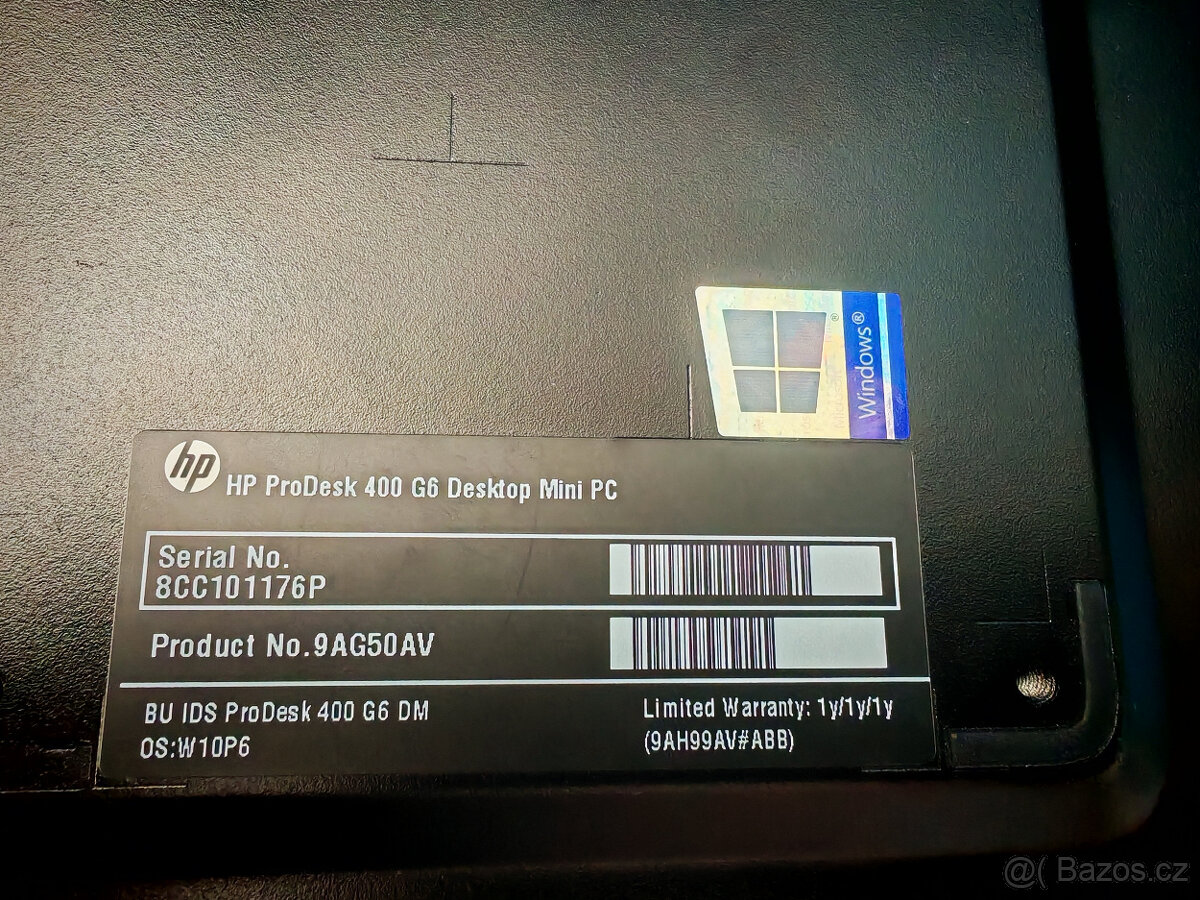 Windows®
hp
HP ProDesk 400 G6 Desktop Mini PC
Serial No.
8CC101176P
Product No.9AG50AV
BU IDS ProDesk 400 G6 DM
OS:W10P6
Limited Warranty: 1y/1y/1y
(9AH99AV#ABB)
@( Bazos.cz